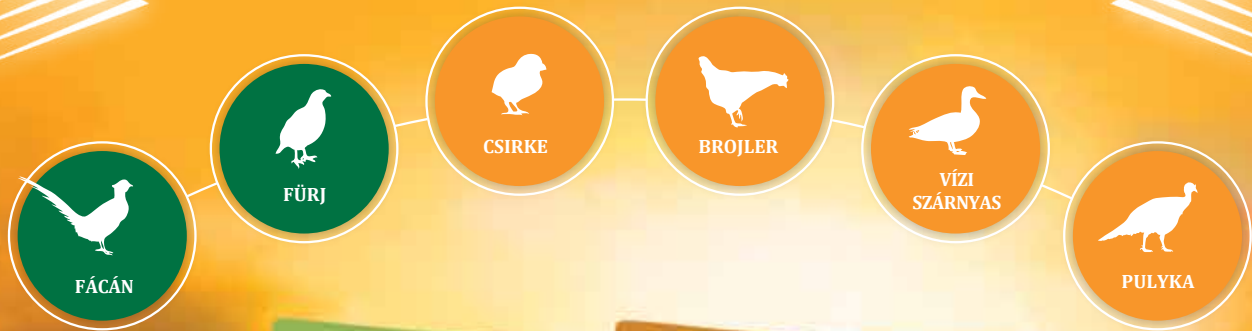 FÁCÁN
FÜRJ
CSIRKE
BROJLER
VÍZI
SZÁRNYAS
PULYKA